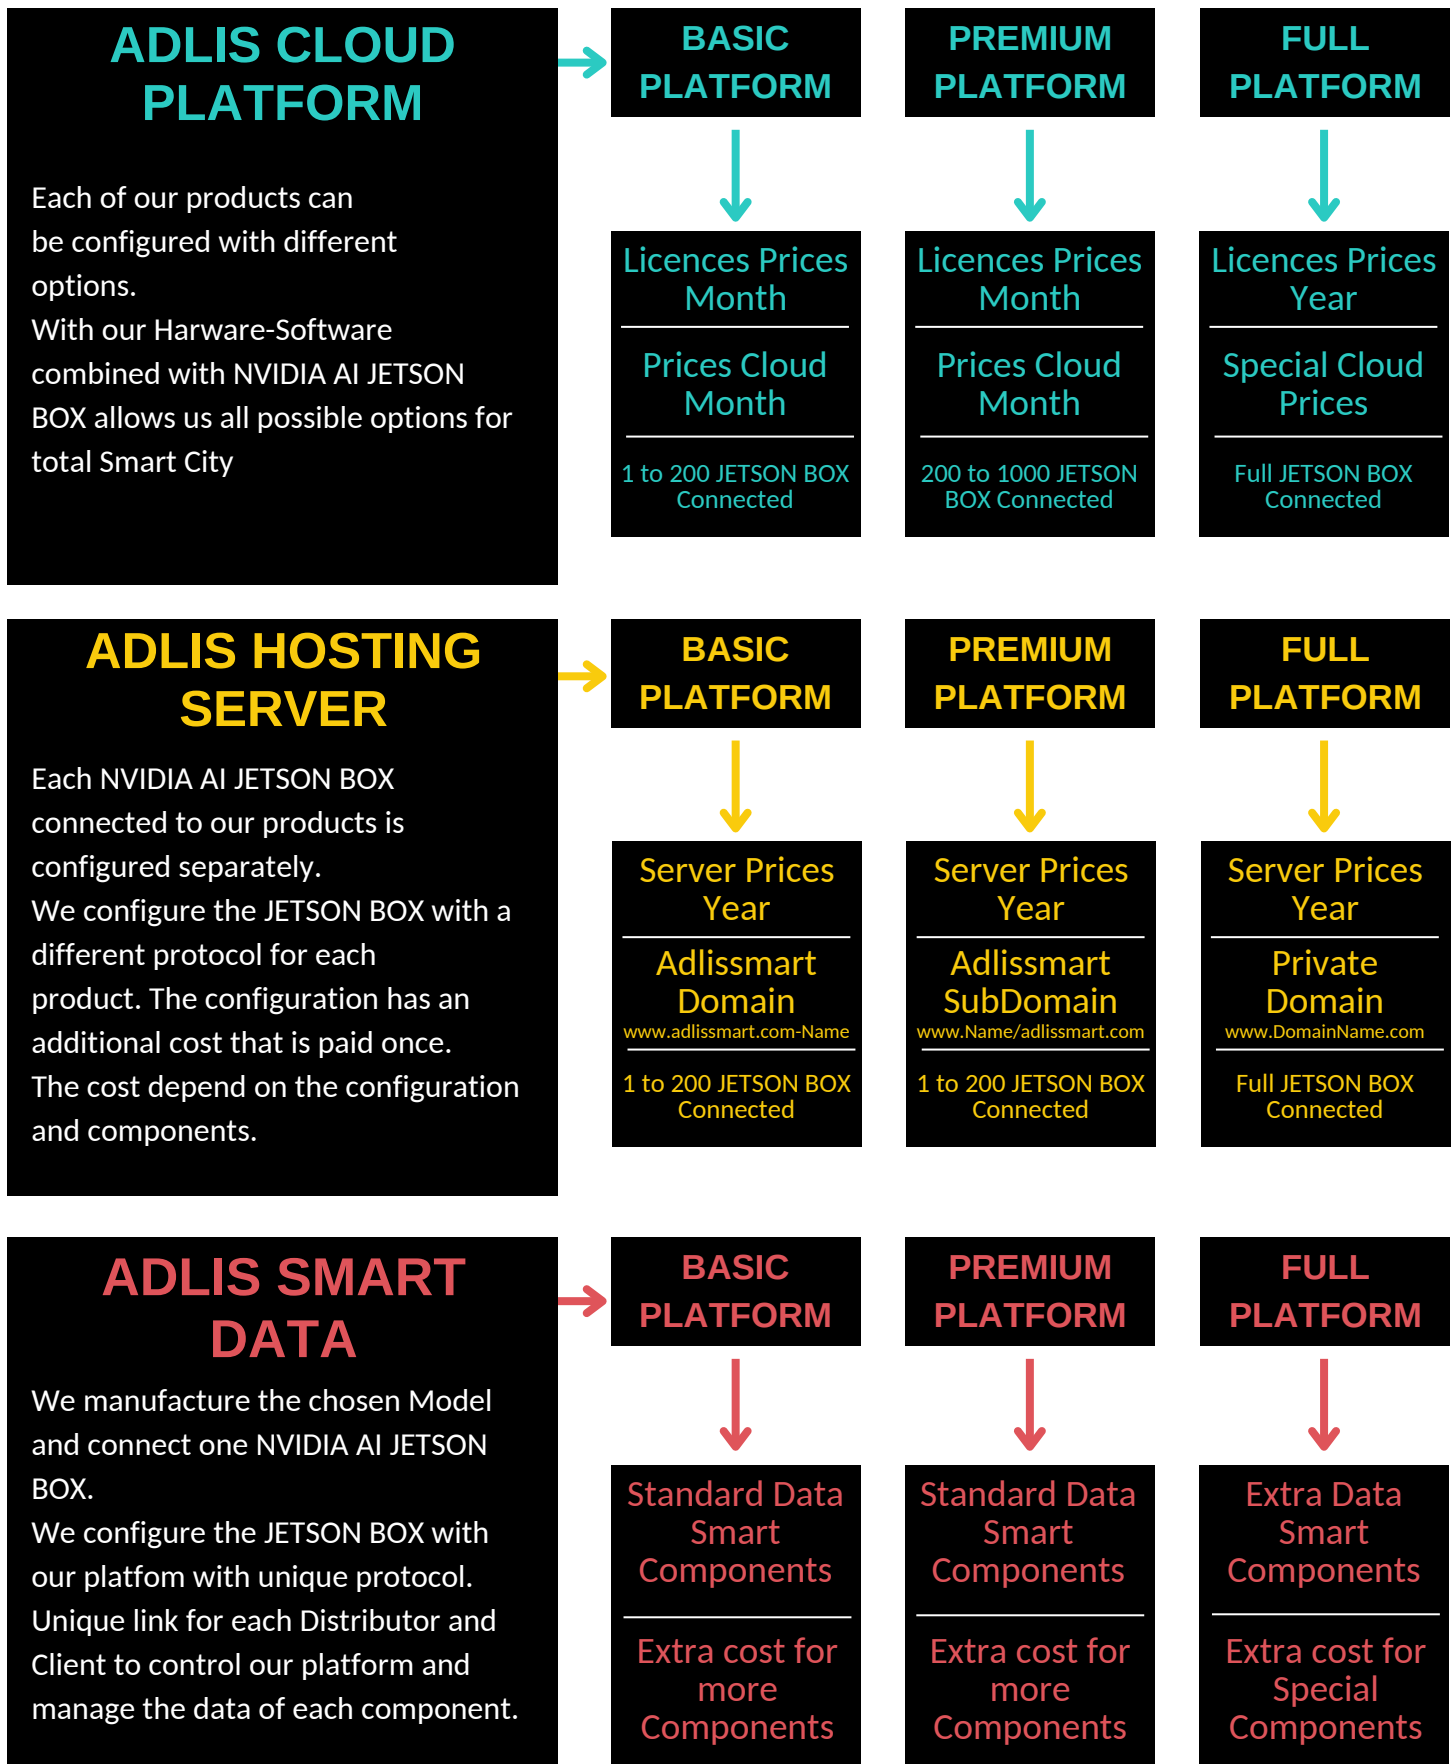 ADLIS CLOUD
PLATFORM
Each of our products can
be configured with different
options.
With our Harware-Software
combined with NVIDIA AI JETSON
BOX allows us all possible options for
total Smart City
BASIC
PLATFORM
Licences Prices
Month
Prices Cloud
Month
1 to 200 JETSON BOX
Connected
PREMIUM
PLATFORM
Licences Prices
Month
Prices Cloud
Month
200 to 1000 JETSON
BOX Connected
FULL
PLATFORM
Licences Prices
Year
Special Cloud
Prices
Full JETSON BOX
Connected
ADLIS HOSTING
SERVER
Each NVIDIA AI JETSON BOX
connected to our products is
configured separately.
We configure the JETSON BOX with a
different protocol for each
product. The configuration has an
additional cost that is paid once.
The cost depend on the configuration
and components.
BASIC
PLATFORM
Server Prices
Year
Adlissmart
Domain
www.adlissmart.com-Name
1 to 200 JETSON BOX
Connected
PREMIUM
PLATFORM
Server Prices
Year
Adlissmart
SubDomain
www.Name/adlissmart.com
1 to 200 JETSON BOX
Connected
FULL
PLATFORM
Server Prices
Year
Private
Domain
www.DomainName.com
Full JETSON BOX
Connected
ADLIS SMART
DATA
We manufacture the chosen Model
and connect one NVIDIA AI JETSON
BOX.
We configure the JETSON BOX with
our platfom with unique protocol.
Unique link for each Distributor and
Client to control our platform and
manage the data of each component.
BASIC
PLATFORM
Standard Data
Smart
Components
Extra cost for
more
Components
PREMIUM
PLATFORM
Standard Data
Smart
Components
Extra cost for
more
Components
FULL
PLATFORM
Extra Data
Smart
Components
Extra cost for
Special
Components